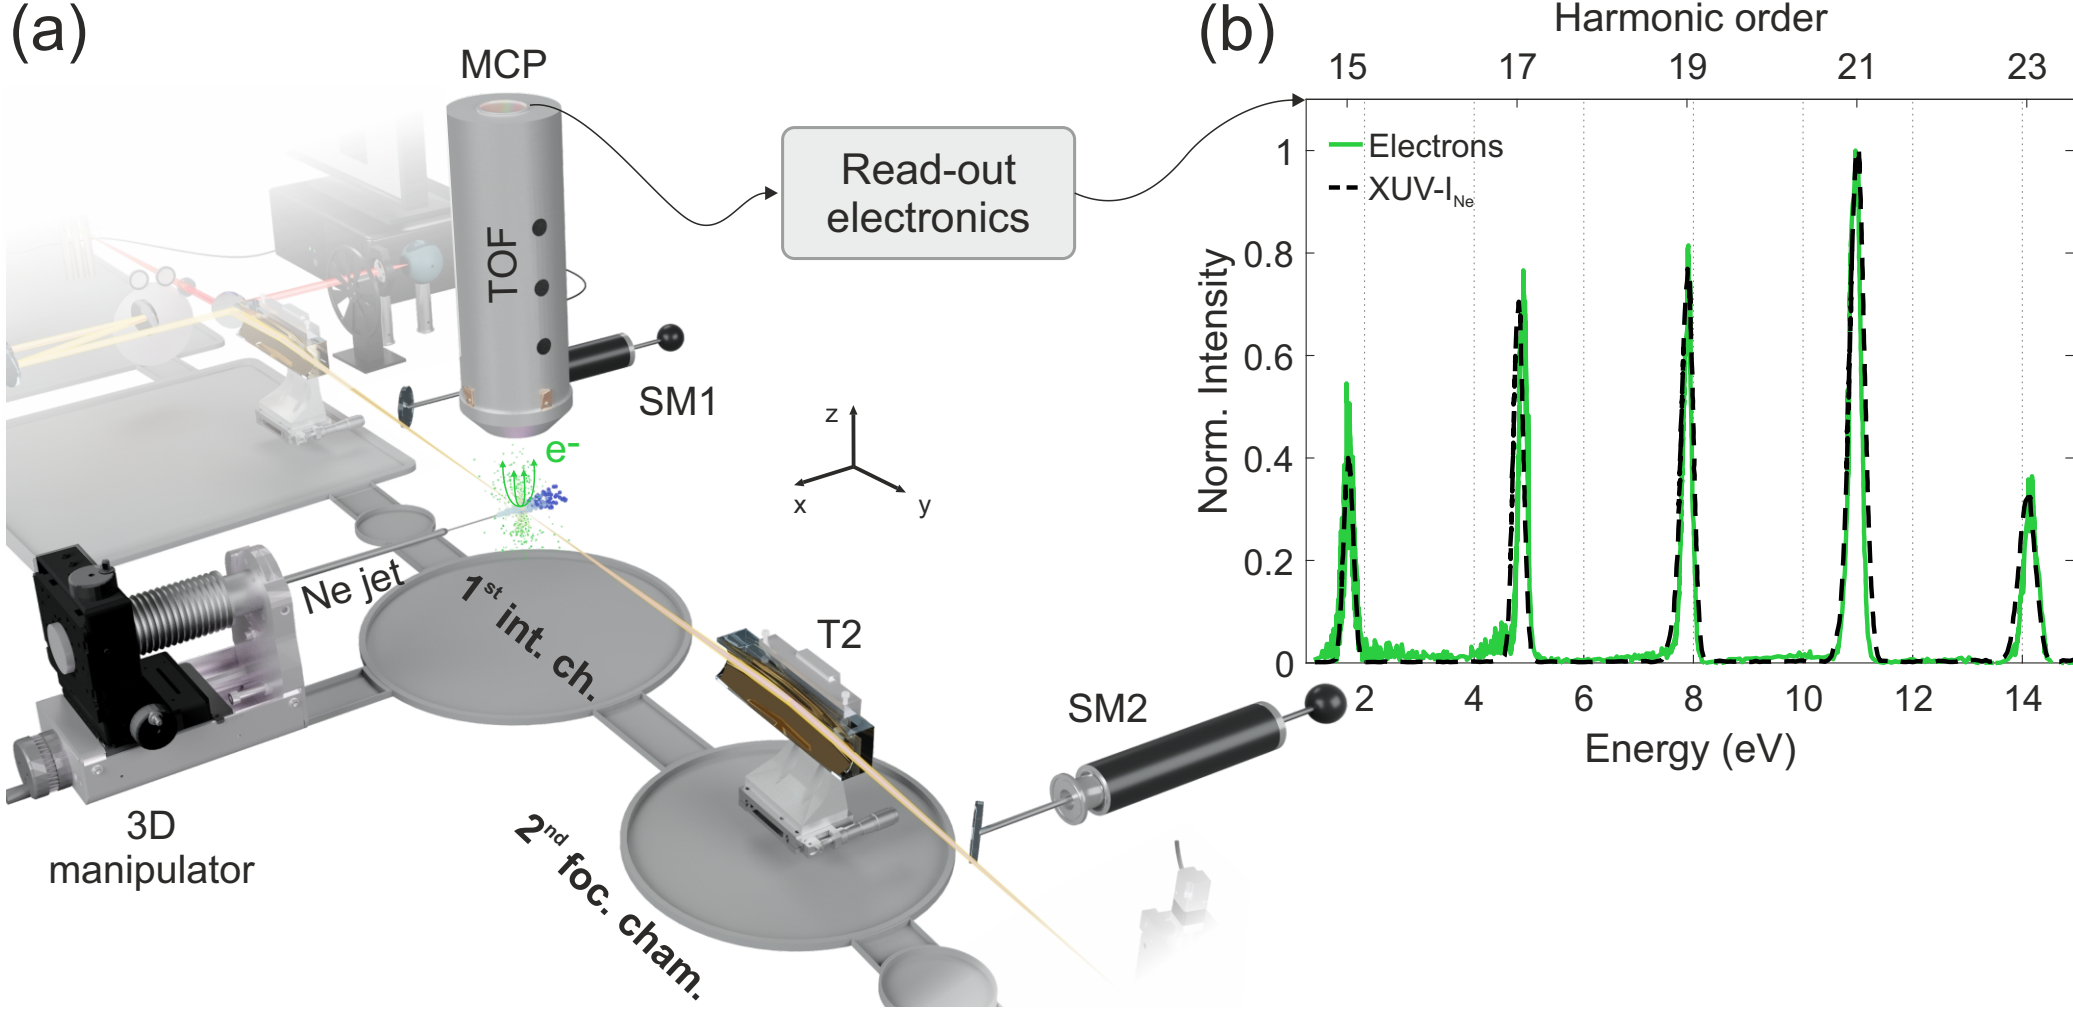 (a)
MCP
TOF
SM1
Read-out
electronics
e-
z
x
y
Ne jet
1st int. ch.
T2
SM2
2nd foc. cham.
3D
manipulator
(b)
Harmonic order
15 17 19 21 23
Electrons
XUV-INe
Norm. Intensity
1
0.8
0.6
0.4
0.2
0
2 4 6 8 10 12 14
Energy (eV)